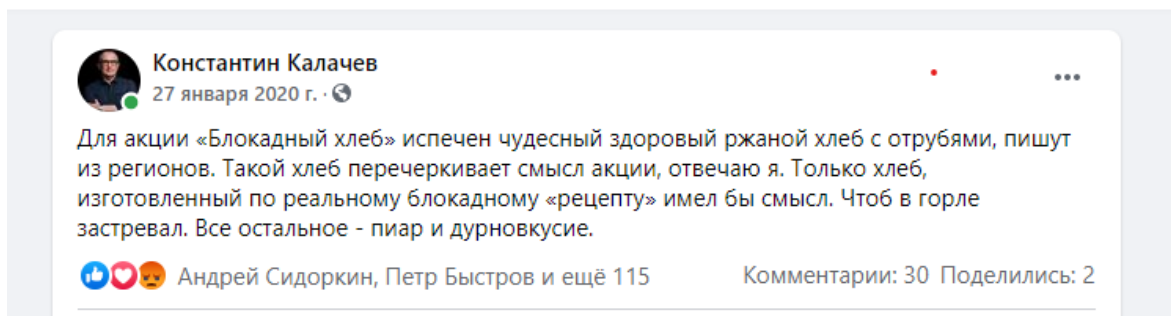 Константин Калачев
27 января 2020 г. ·
Для акции «Блокадный хлеб» испечен чудесный здоровый ржаной хлеб с отрубями, пишут
из регионов. Такой хлеб перечеркивает смысл акции, отвечаю я. Только хлеб,
изготовленный по реальному блокадному «рецепту» имел бы смысл. Чтоб в горле
застревал. Все остальное - пиар и дурновкусие.
Андрей Сидоркин, Петр Быстров и ещё 115 Комментарии: 30 Поделились: 2